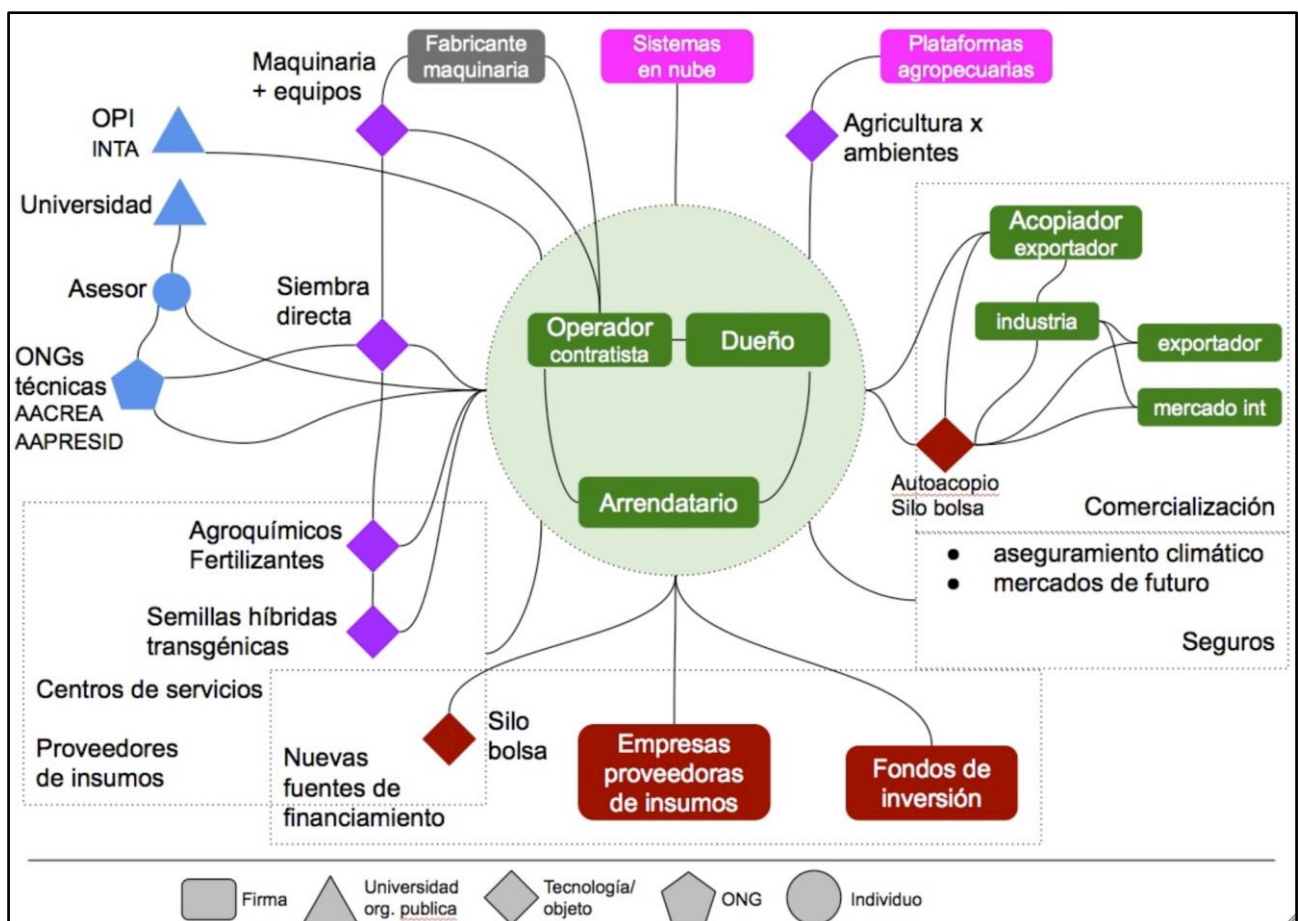 Fabricante
maquinaria
Sistemas
en nube
Plataformas
agropecuarias
Maquinaria
+ equipos
OPI
INTA
Agricultura x
ambientes
Universidad
Acopiador
exportador
Asesor
Siembra
directa
Operador
contratista
Dueño
industria
exportador
ONGs
técnicas
AACREA
AAPRESID
mercado int
Autoacopio
Silo bolsa
Arrendatario
Comercialización
Agroquímicos
Fertilizantes
● aseguramiento climático
● mercados de futuro
Semillas híbridas
transgénicas
Seguros
Centros de servicios
Proveedores
de insumos
Silo
bolsa
Nuevas
fuentes de
financiamiento
Empresas
proveedoras
de insumos
Fondos de
inversión
Firma
Universidad
org. publica
Tecnología/
objeto
ONG
Individuo